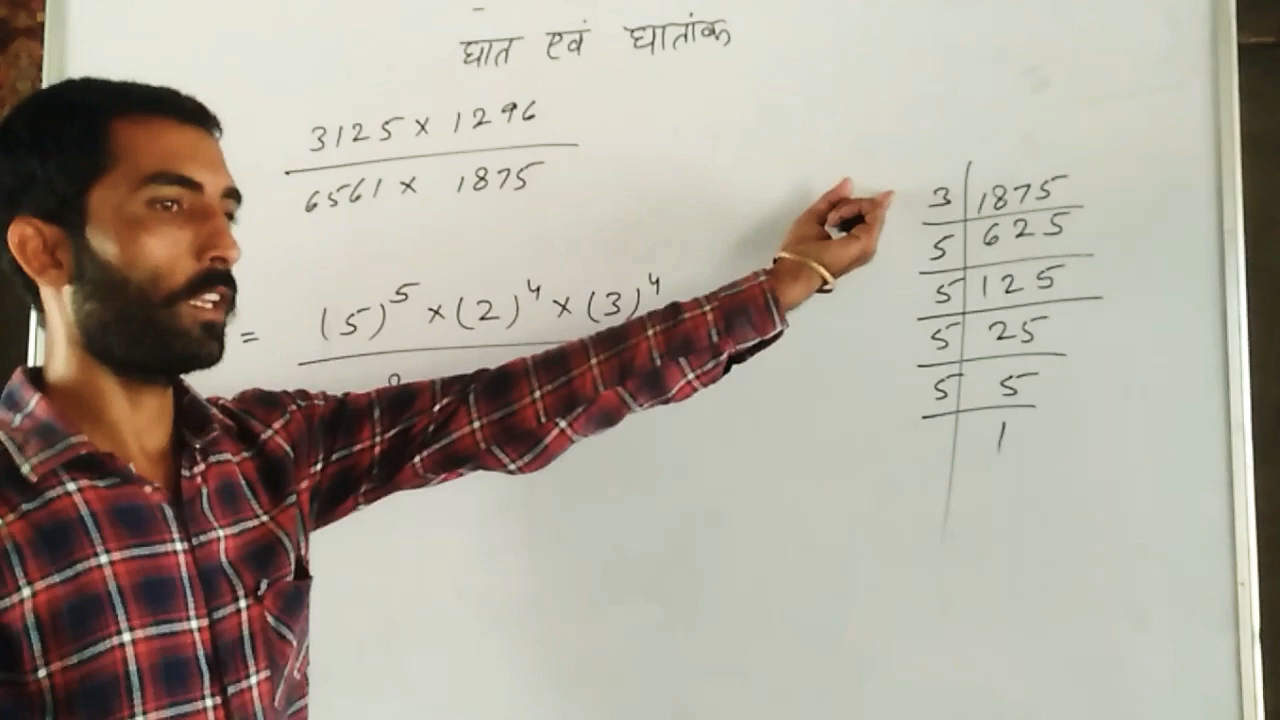 घात एवं घातांक
3125 × 1296
6561 × 1875
= (5)^5 × (2)^4 × (3)^4
3 | 1875
5 | 625
5 | 125
5 | 25
5 | 5
1